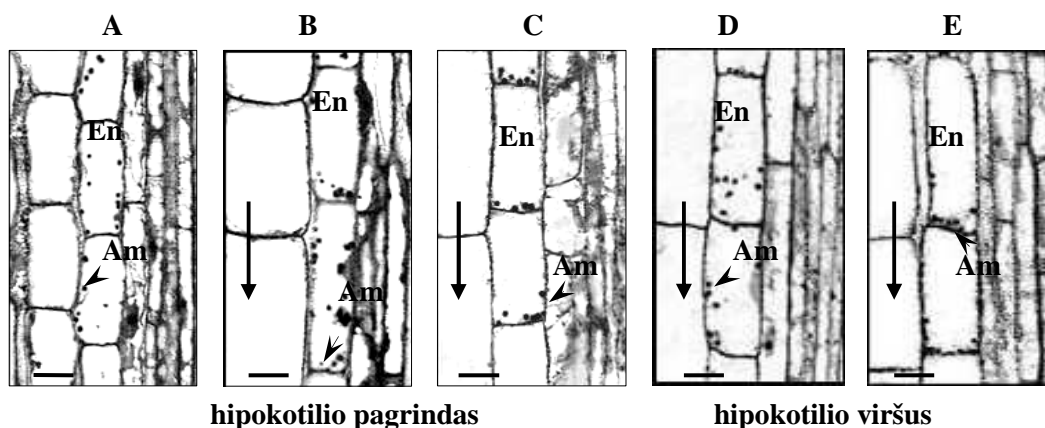 A B C D E
En En En En En
Am Am Am Am Am
hipokotilio pagrindas hipokotilio viršus